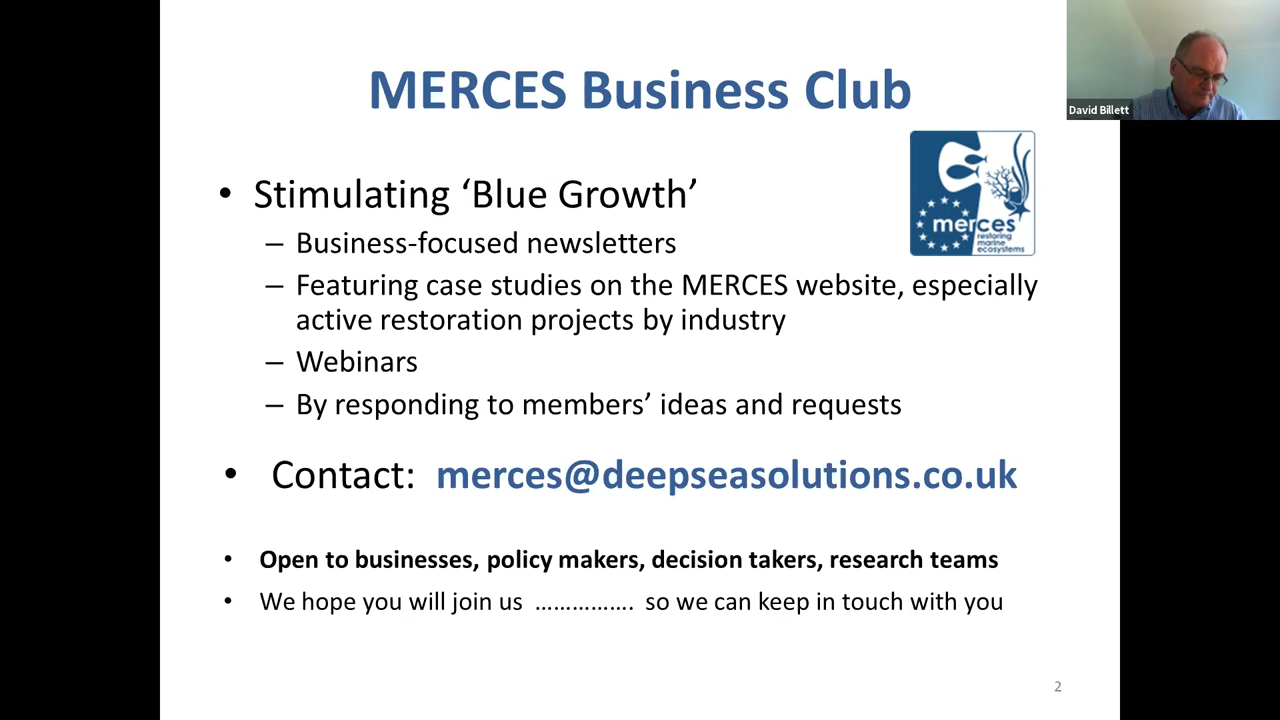 MERCES Business Club
David Billett
• Stimulating ‘Blue Growth’
merces
restoring
marine
ecosystems
– Business-focused newsletters
– Featuring case studies on the MERCES website, especially
active restoration projects by industry
– Webinars
– By responding to members’ ideas and requests
• Contact: merces@deepseasolutions.co.uk
• Open to businesses, policy makers, decision takers, research teams
• We hope you will join us ……………. so we can keep in touch with you
2